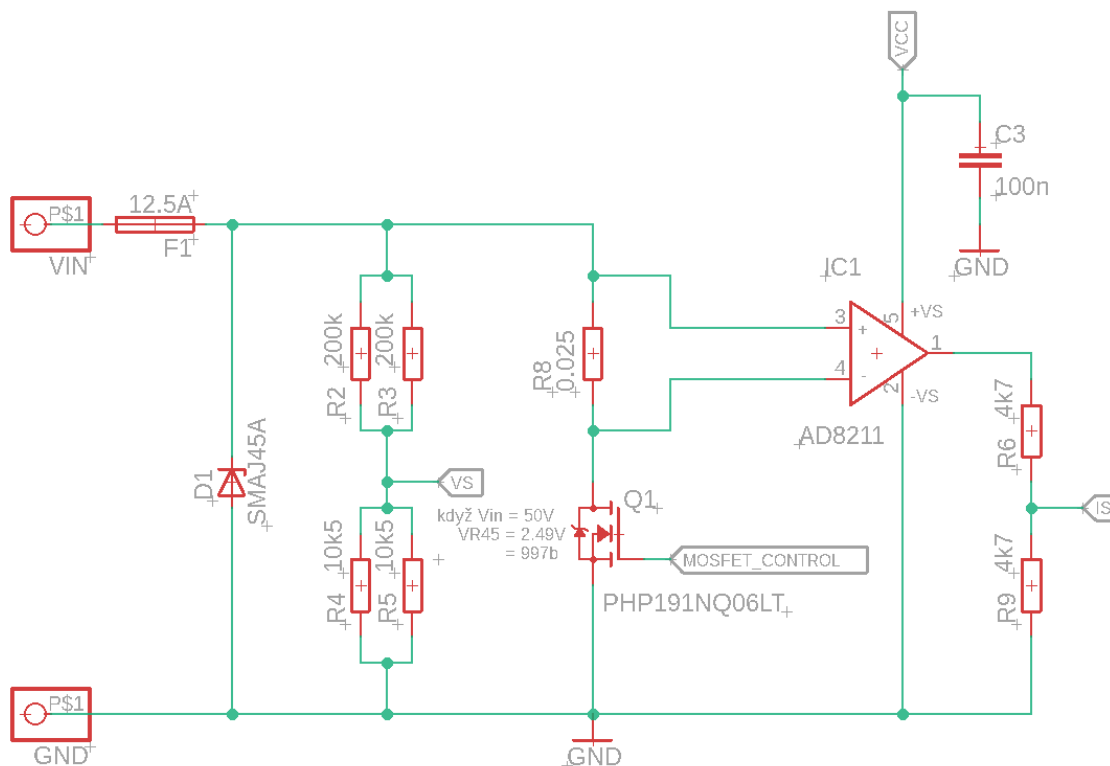 VCC
C3
100n
GND
P$1
VIN
12.5A
F1
IC1
3
+
4
-
5
+VS
1
2
-VS
AD8211
200k
R2
200k
R3
R8
0.025
4k7
R6
D1
SMAJ45A
VS
když Vin = 50V
VR45 = 2.49V
= 997b
Q1
MOSFET_CONTROL
PHP191NQ06LT
IS
10k5
R4
10k5
R5
4k7
R9
P$1
GND
GND